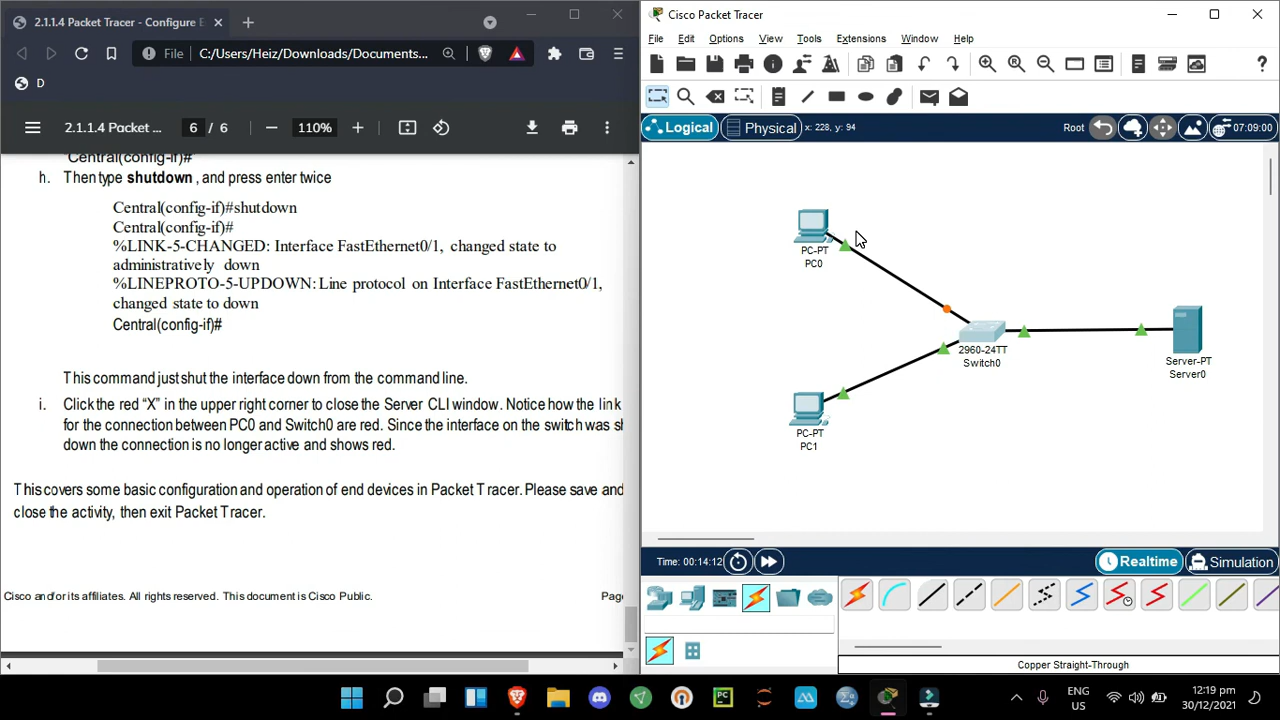 2.1.1.4 Packet Tracer - Configure E
File
C:/Users/Heiz/Downloads/Documents...
D
2.1.1.4 Packet ...
6 / 6
110%
Central(config-if)#
h. Then type shutdown , and press enter twice
Central(config-if)#shutdown
Central(config-if)#
%LINK-5-CHANGED: Interface FastEthernet0/1, changed state to
administratively down
%LINEPROTO-5-UPDOWN: Line protocol on Interface FastEthernet0/1,
changed state to down
Central(config-if)#
This command just shut the interface down from the command line.
i. Click the red “X” in the upper right corner to close the Server CLI window. Notice how the link
for the connection between PC0 and Switch0 are red. Since the interface on the switch was sh
down the connection is no longer active and shows red.
This covers some basic configuration and operation of end devices in Packet Tracer. Please save and
close the activity, then exit Packet Tracer.
Cisco and/or its affiliates. All rights reserved. This document is Cisco Public.
Page
Cisco Packet Tracer
File Edit Options View Tools Extensions Window Help
Logical
Physical
x: 228, y: 94
Root
07:09:00
PC-PT
PC0
2960-24TT
Switch0
Server-PT
Server0
PC-PT
PC1
Time: 00:14:12
Realtime
Simulation
Copper Straight-Through
ENG
US
12:19 pm
30/12/2021